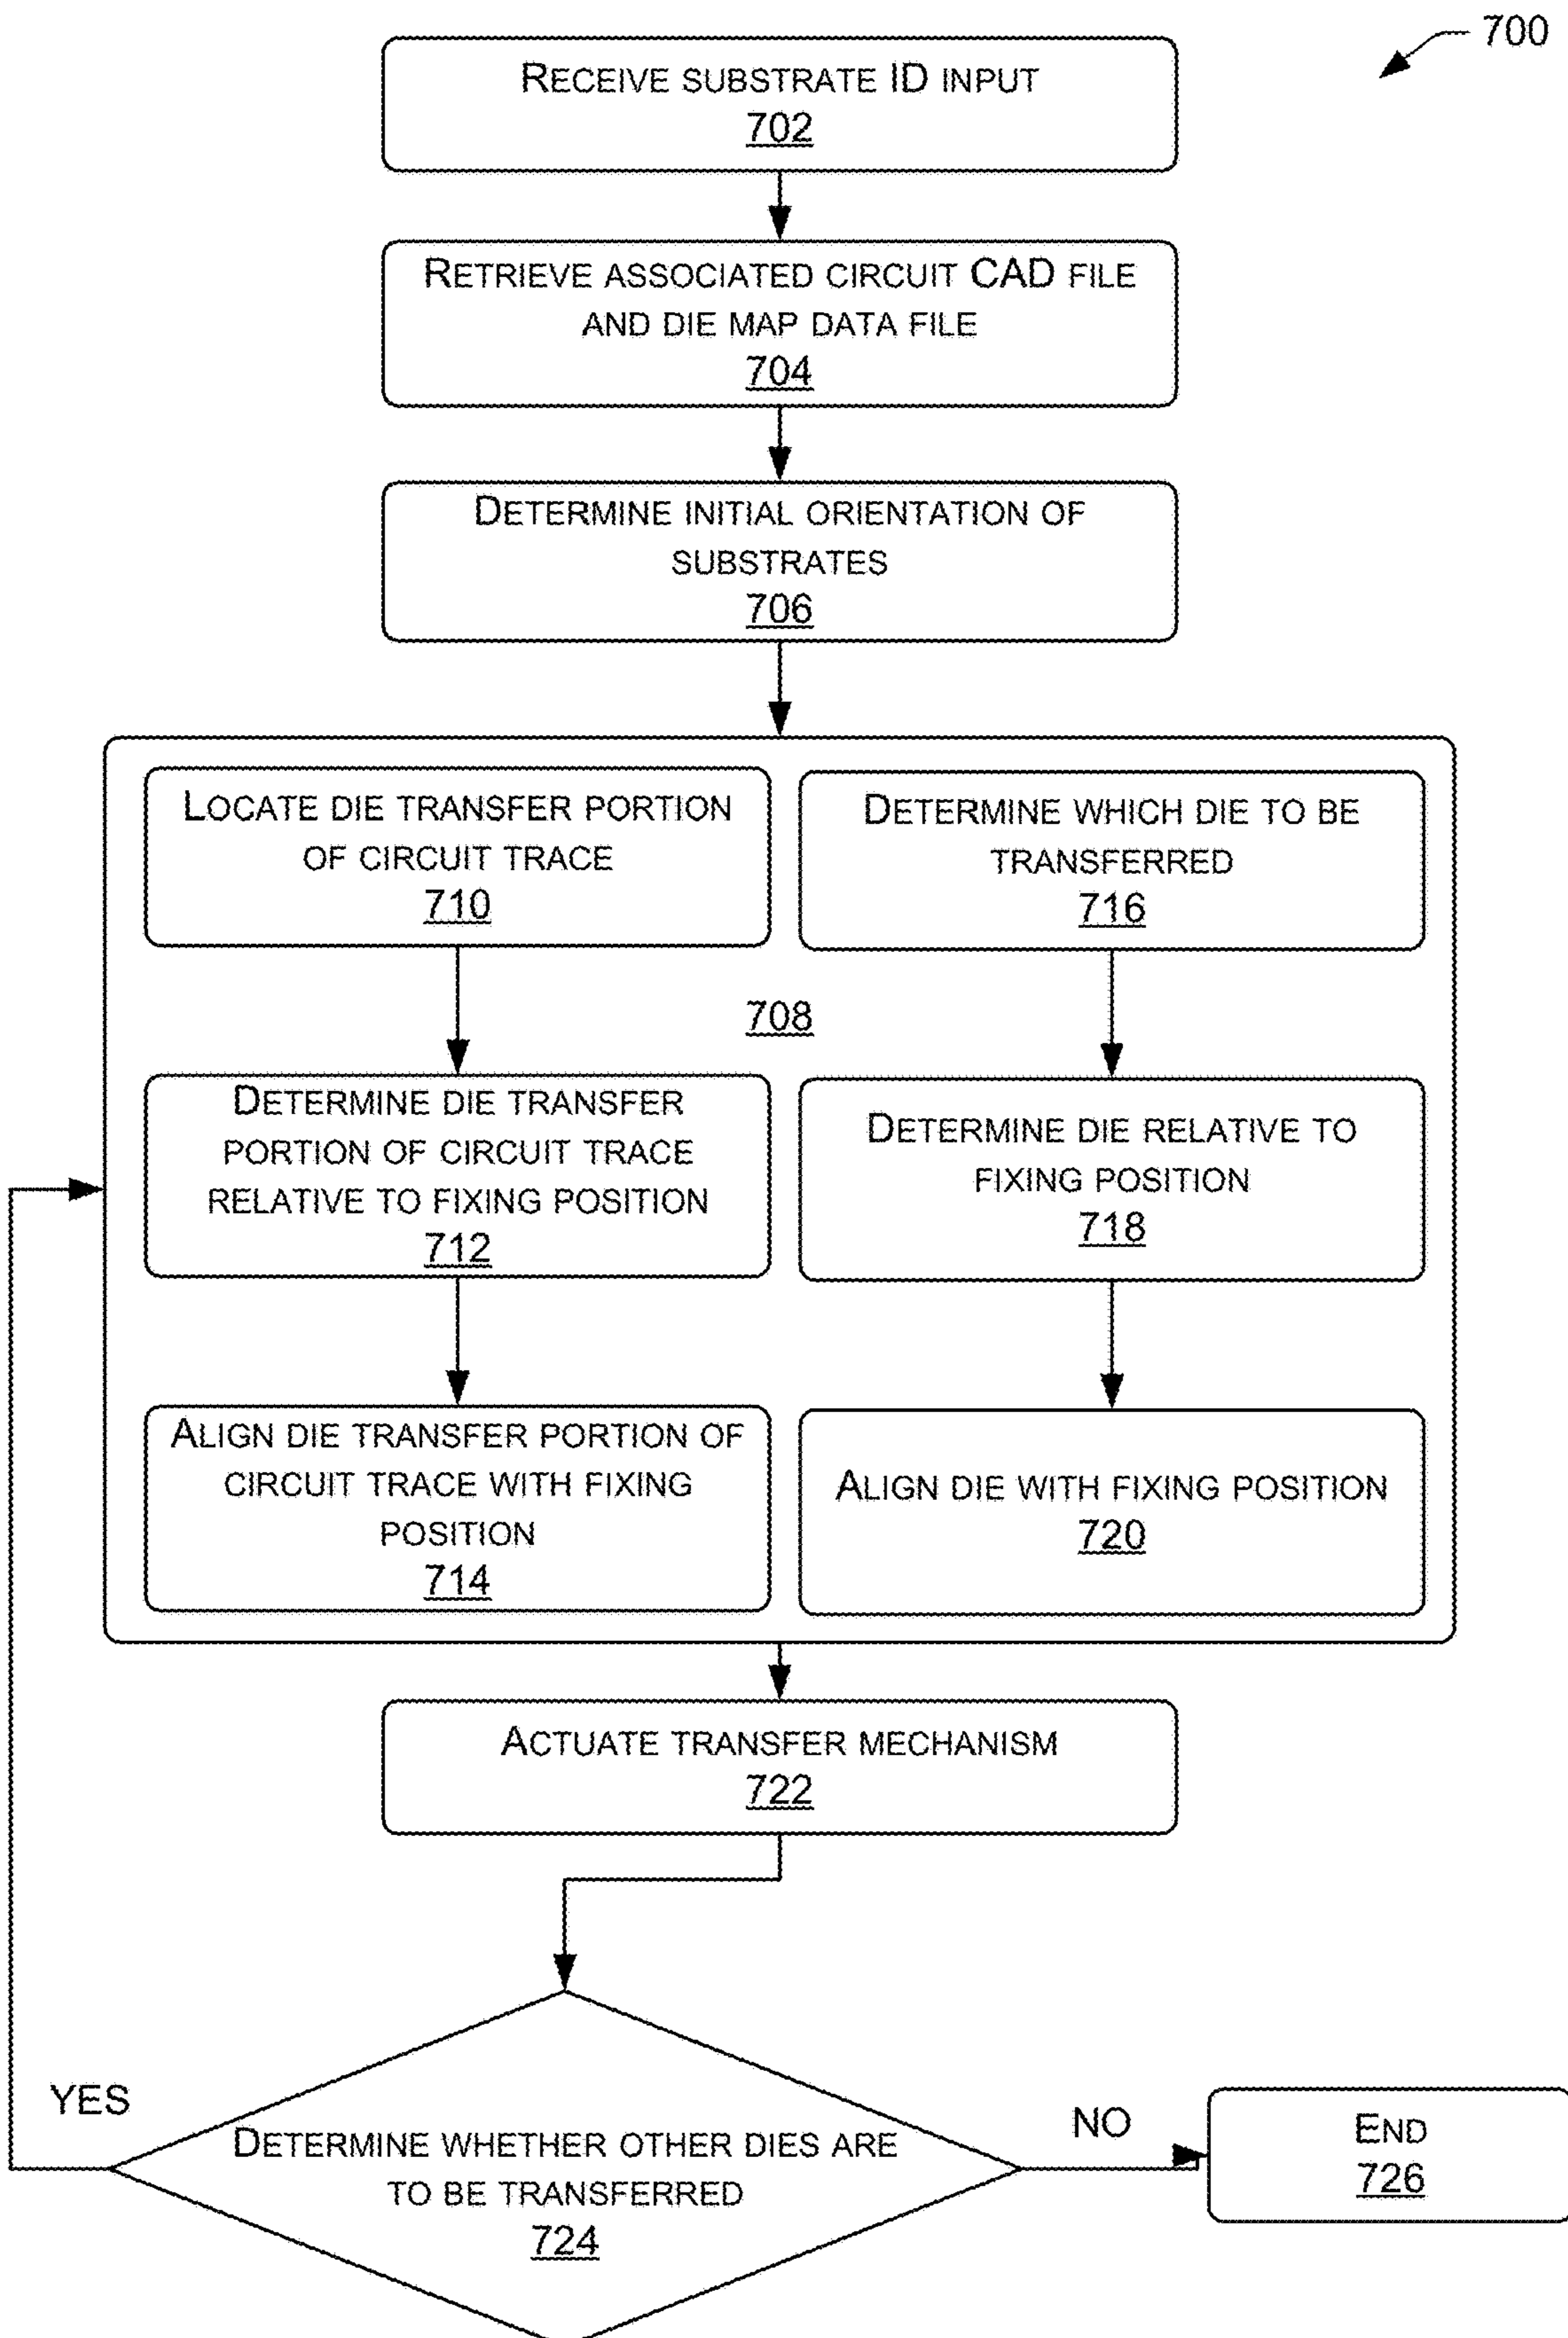 700
RECEIVE SUBSTRATE ID INPUT
702
RETRIEVE ASSOCIATED CIRCUIT CAD FILE
AND DIE MAP DATA FILE
704
DETERMINE INITIAL ORIENTATION OF
SUBSTRATES
706
LOCATE DIE TRANSFER PORTION
OF CIRCUIT TRACE
710
DETERMINE WHICH DIE TO BE
TRANSFERRED
716
708
DETERMINE DIE TRANSFER
PORTION OF CIRCUIT TRACE
RELATIVE TO FIXING POSITION
712
DETERMINE DIE RELATIVE TO
FIXING POSITION
718
ALIGN DIE TRANSFER PORTION OF
CIRCUIT TRACE WITH FIXING
POSITION
714
ALIGN DIE WITH FIXING POSITION
720
ACTUATE TRANSFER MECHANISM
722
YES
DETERMINE WHETHER OTHER DIES ARE
TO BE TRANSFERRED
724
NO
END
726